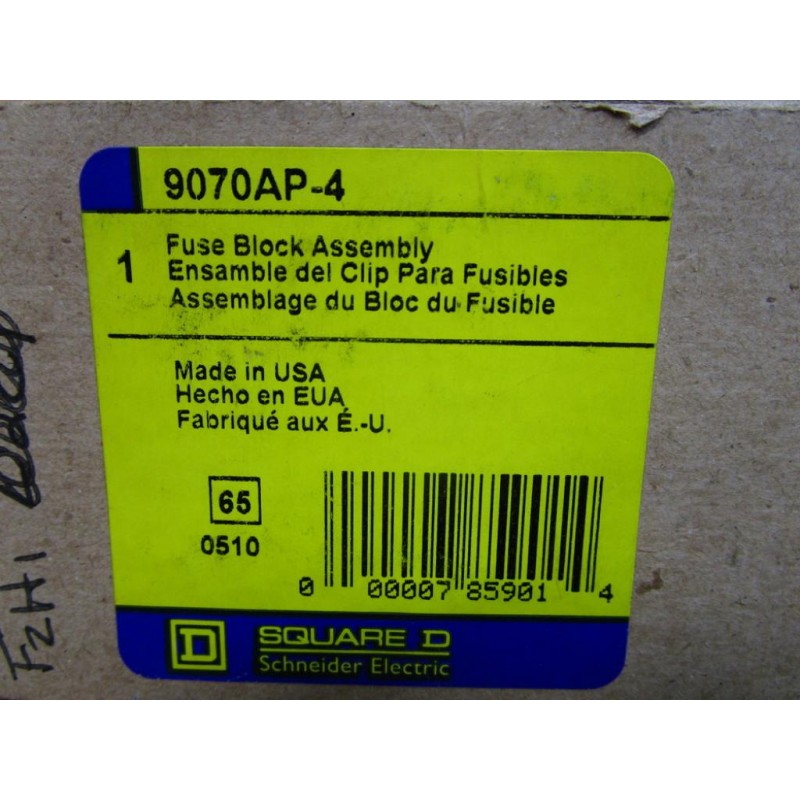 9070AP-4
1
Fuse Block Assembly
Ensamble del Clip Para Fusibles
Assemblage du Bloc du Fusible
Made in USA
Hecho en EUA
Fabriqué aux É.-U.
65
0510
0 00007 85901 4
D
SQUARE D
Schneider Electric